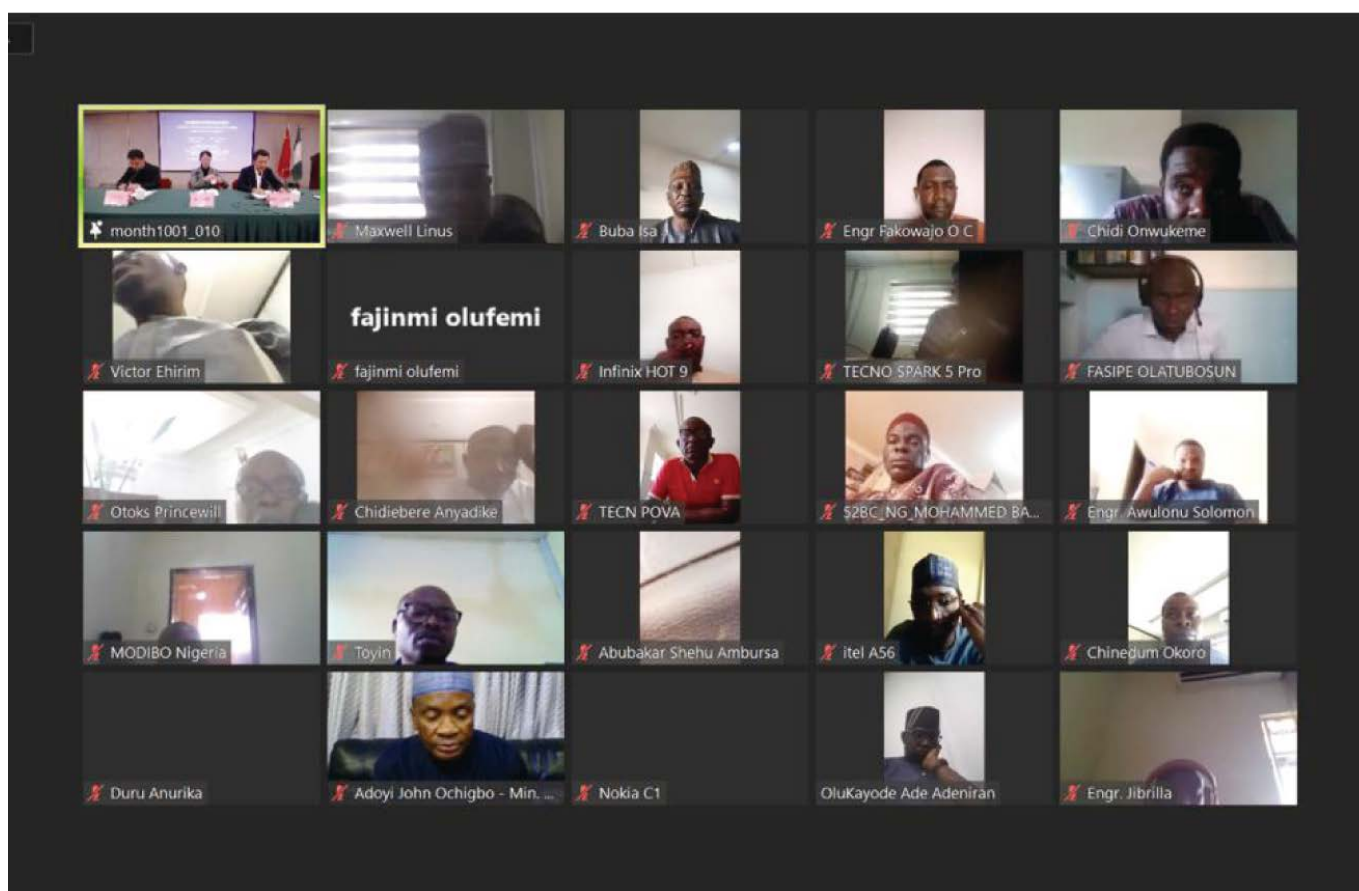 month1001_010
Maxwell Linus
Buba Isa
Engr Fakowajo O C
Chidi Onwukeme
Victor Ehirim
fajinmi olufemi
fajinmi olufemi
Infinix HOT 9
TECNO SPARK 5 Pro
FASIPE OLATUBOSUN
Otoks Princewill
Chidiebere Anyadike
TECN POVA
52BC_NG_MOHAMMED BA...
Engr. Awulonu Solomon
MODIBO Nigeria
Toyin
Abubakar Shehu Ambursa
itel A56
Chinedum Okoro
Duru Anurika
Adoyi John Ochigbo - Min. ...
Nokia C1
OluKayode Ade Adeniran
Engr. Jibrilla